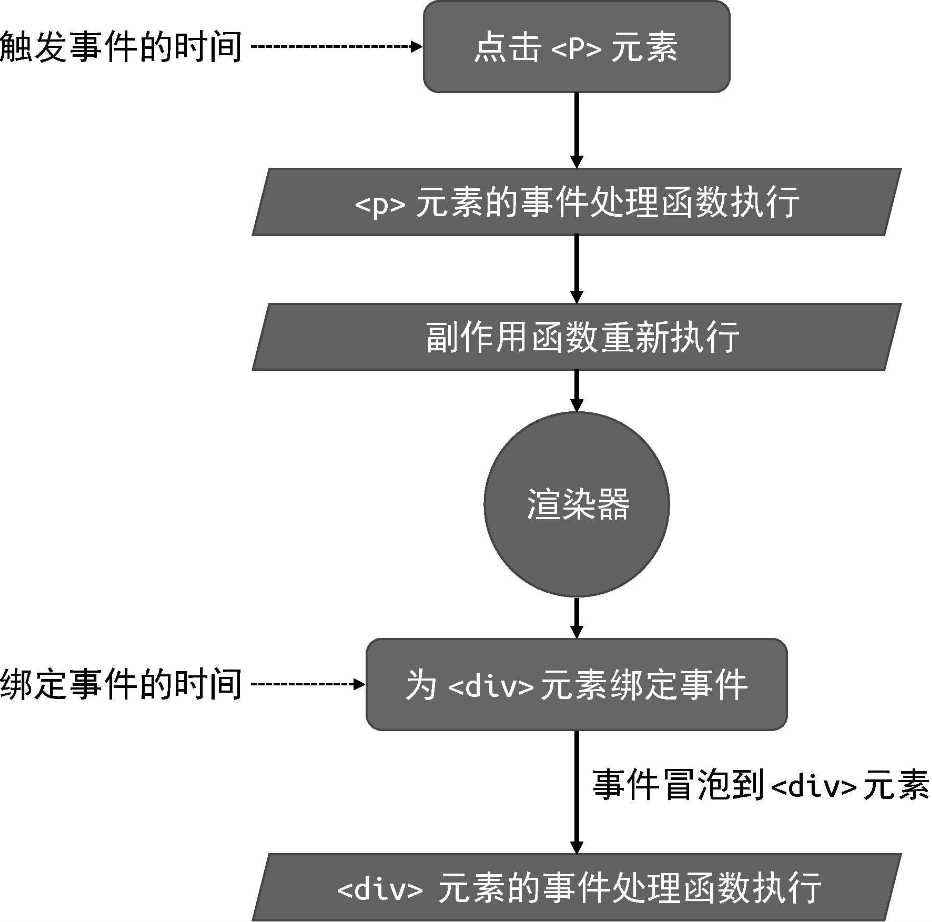 触发事件的时间
点击 <P> 元素
<p> 元素的事件处理函数执行
副作用函数重新执行
渲染器
绑定事件的时间
为 <div> 元素绑定事件
事件冒泡到 <div> 元素
<div> 元素的事件处理函数执行